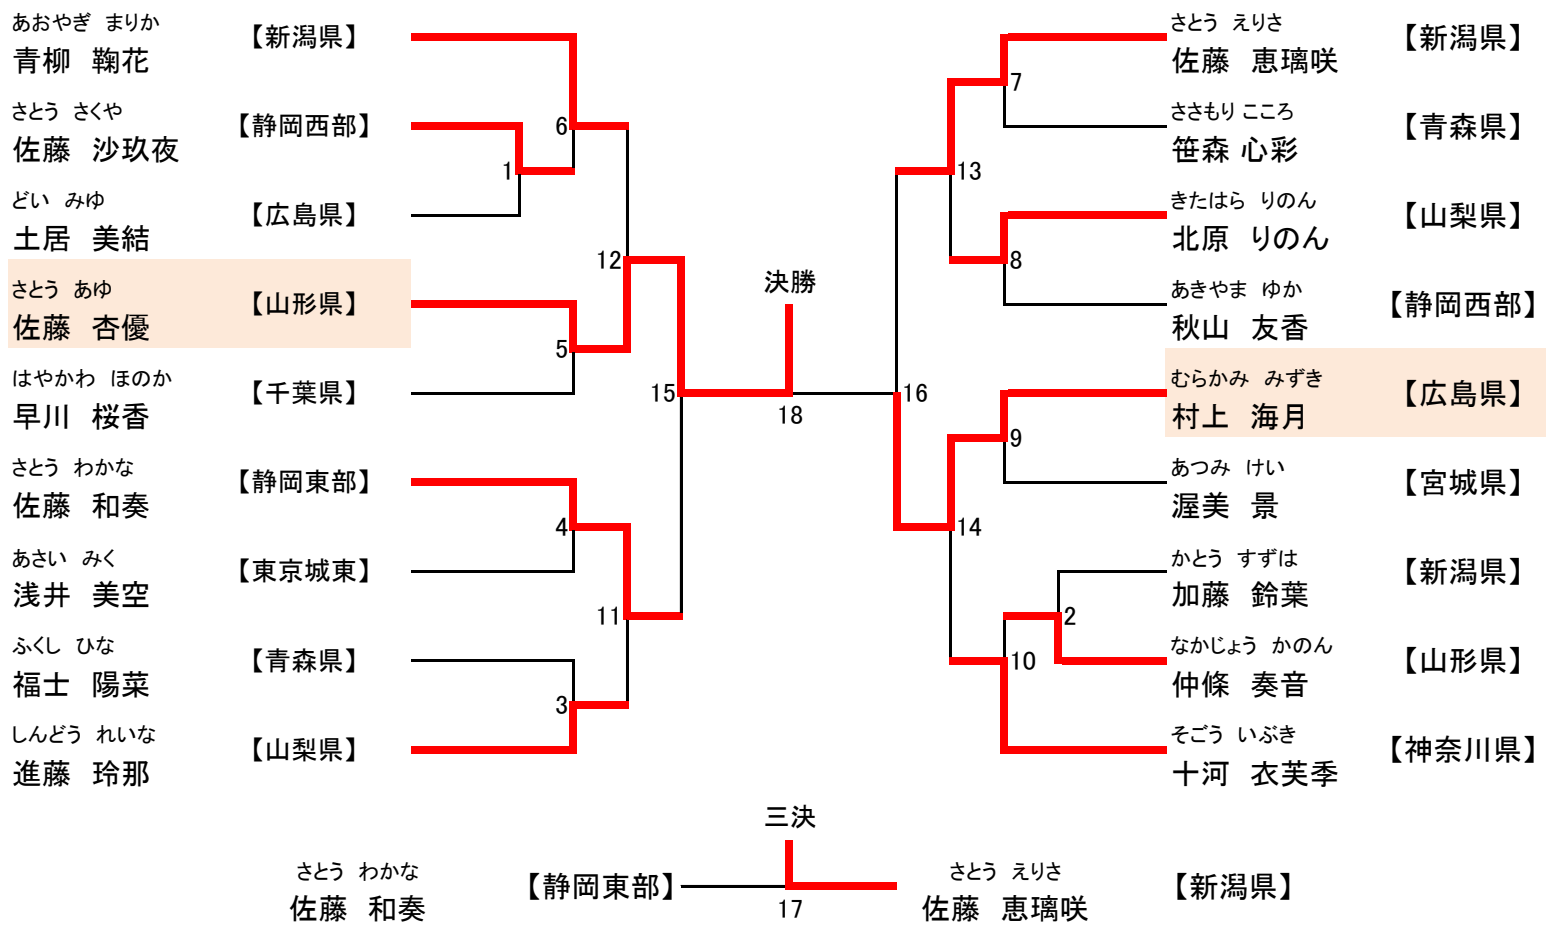 あおやぎ　まりか
青柳　鞠花
【新潟県】
さとう　さくや
佐藤　沙玖夜
【静岡西部】
どい　みゆ
土居　美結
【広島県】
さとう　あゆ
佐藤　杏優
【山形県】
はやかわ　ほのか
早川　桜香
【千葉県】
さとう　わかな
佐藤　和奏
【静岡東部】
あさい　みく
浅井　美空
【東京城東】
ふくし　ひな
福士　陽菜
【青森県】
しんどう　れいな
進藤　玲那
【山梨県】
6
1
12
5
15
4
11
3
決勝
18
7
13
8
16
9
14
2
10
さとう　えりさ
佐藤　恵璃咲
【新潟県】
ささもり こころ
笹森 心彩
【青森県】
きたはら　りのん
北原　りのん
【山梨県】
あきやま　ゆか
秋山　友香
【静岡西部】
むらかみ　みずき
村上　海月
【広島県】
あつみ　けい
渥美　景
【宮城県】
かとう　すずは
加藤　鈴葉
【新潟県】
なかじょう　かのん
仲條　奏音
【山形県】
そごう　いぶき
十河　衣芙季
【神奈川県】
三決
さとう　わかな
佐藤　和奏
【静岡東部】
17
さとう　えりさ
佐藤　恵璃咲
【新潟県】